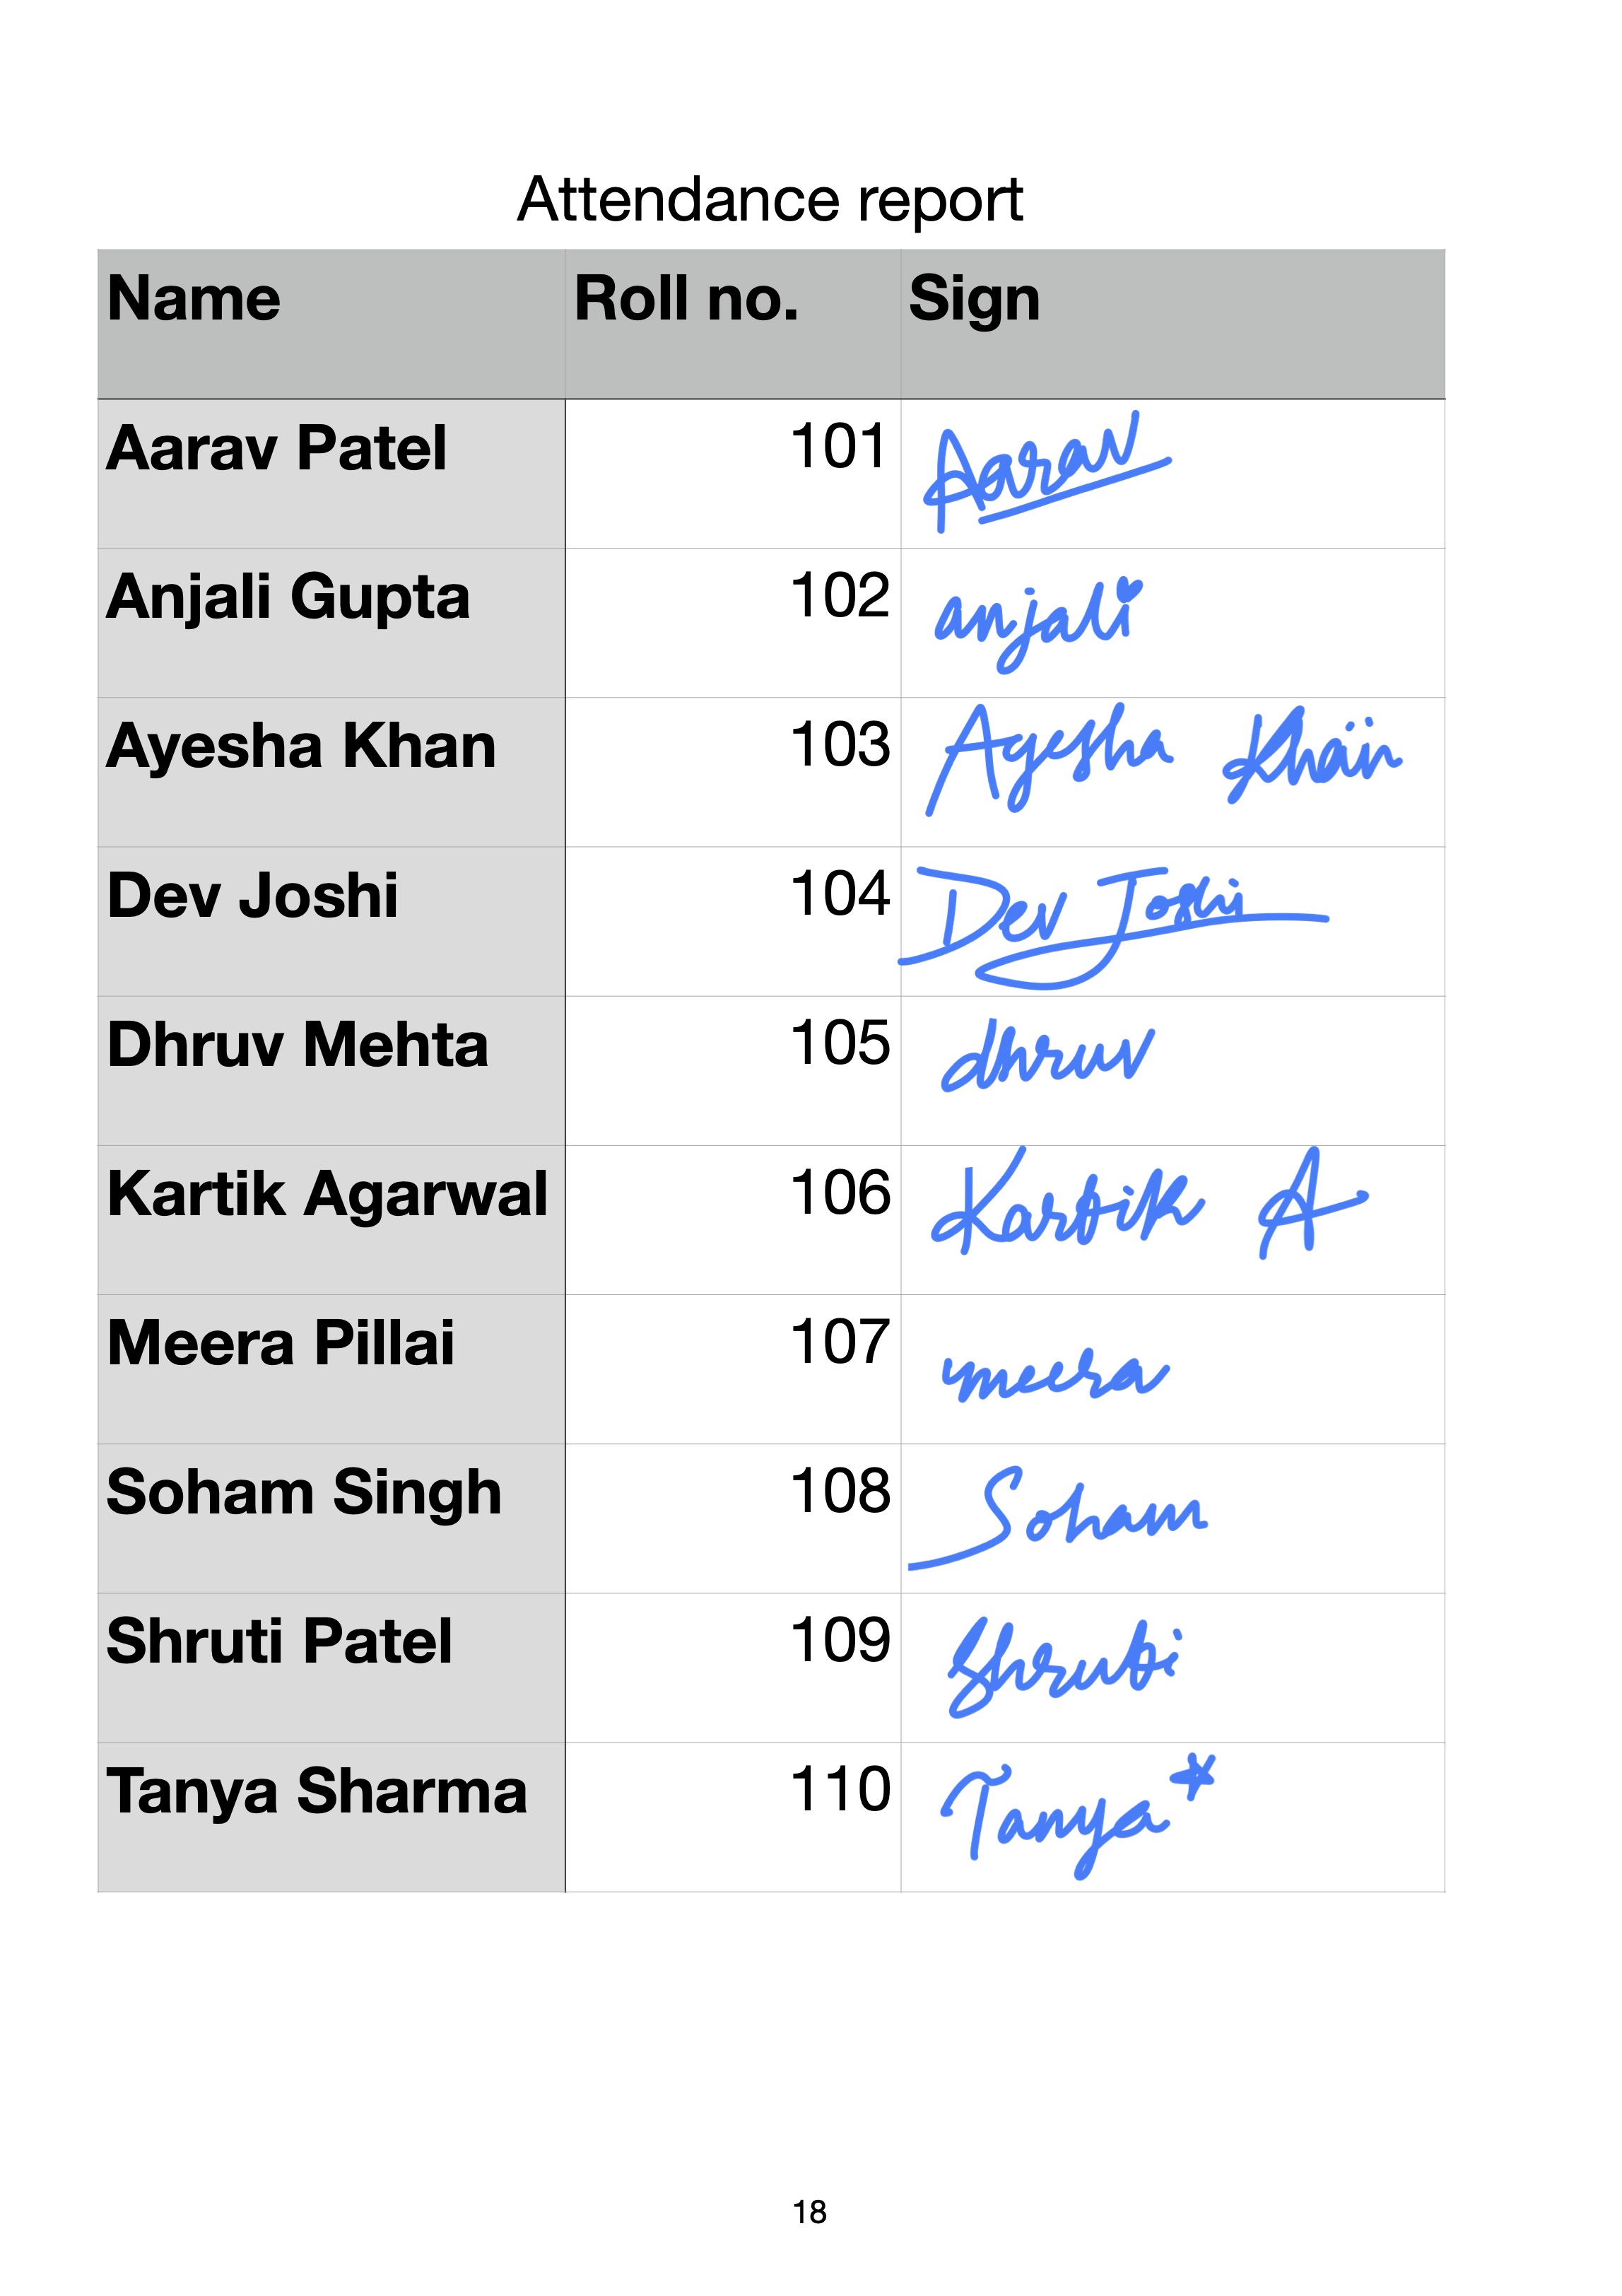 Attendance report
Name Roll no. Sign
Aarav Patel 101 Aarav
Anjali Gupta 102 anjali
Ayesha Khan 103 Ayesha Khan
Dev Joshi 104 Dev Joshi
Dhruv Mehta 105 dhruv
Kartik Agarwal 106 Kartik A
Meera Pillai 107 meera
Soham Singh 108 Soham
Shruti Patel 109 Shruti
Tanya Sharma 110 Tanya*
18